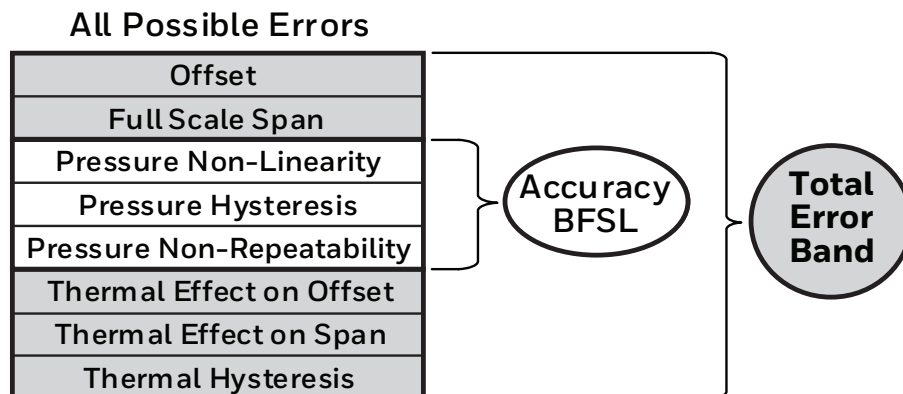 All Possible Errors
Offset
Full Scale Span
Pressure Non-Linearity
Pressure Hysteresis
Pressure Non-Repeatability
Thermal Effect on Offset
Thermal Effect on Span
Thermal Hysteresis
Accuracy
BFSL
Total
Error
Band